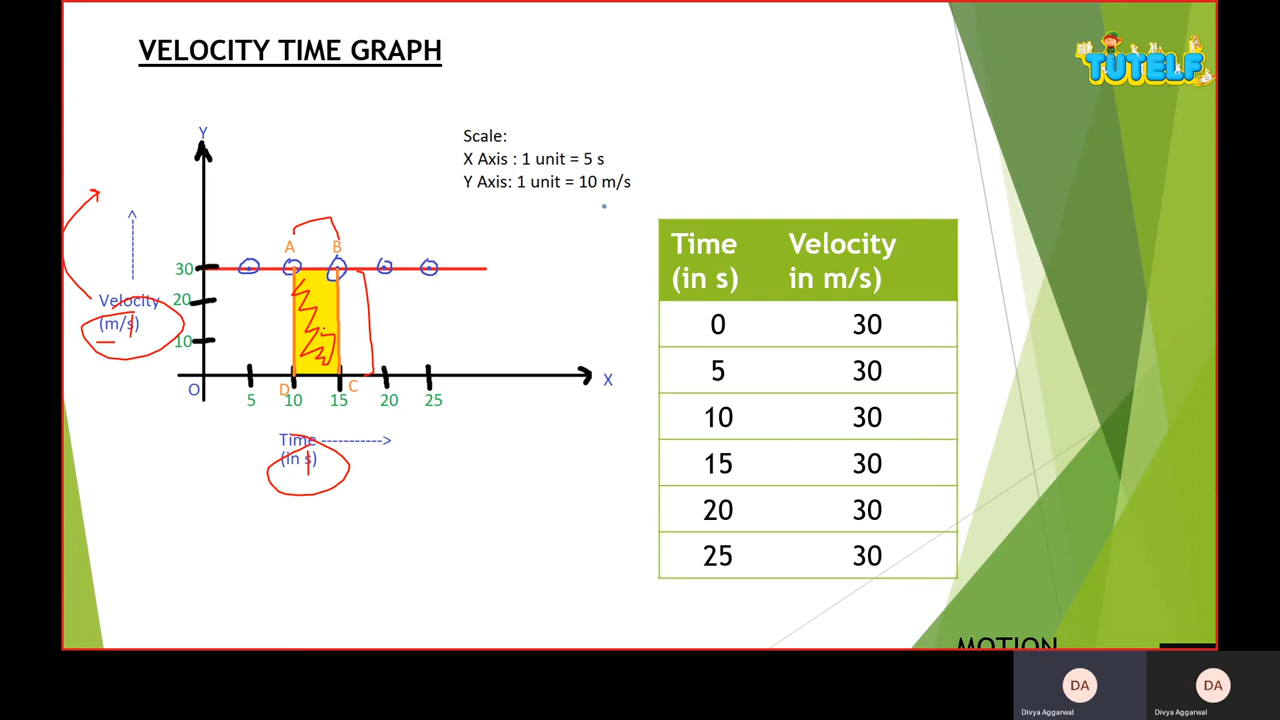 VELOCITY TIME GRAPH
TUTELF
Y
Scale:
X Axis : 1 unit = 5 s
Y Axis: 1 unit = 10 m/s
A B
30
20
10
Velocity
(m/s)
O
D
C
X
5 10 15 20 25
Time ----------->
(in s)
Time (in s) Velocity in m/s)
0 30
5 30
10 30
15 30
20 30
25 30
MOTION
DA DA
Divya Aggarwal Divya Aggarwal